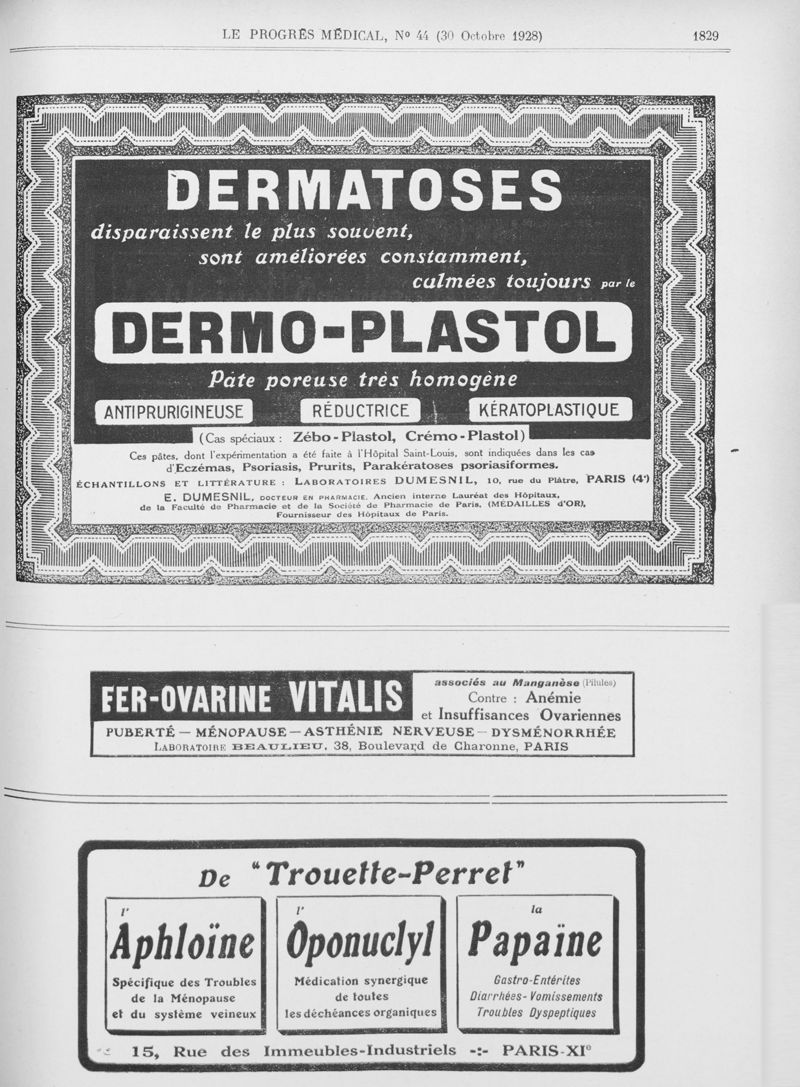 LE PROGRÈS MÉDICAL, No 44 (30 Octobre 1928) 1829
DERMATOSES
disparaissent le plus souvent,
sont améliorées constamment,
calmées toujours par le
DERMO-PLASTOL
Pâte poreuse très homogène
ANTIPRURIGINEUSE RÉDUCTRICE KÉRATOPLASTIQUE
(Cas spéciaux : Zébo-Plastol, Crémo-Plastol)
Ces pâtes, dont l'expérimentation a été faite à l'Hôpital Saint-Louis, sont indiquées dans les cas
d'Eczémas, Psoriasis, Prurits, Parakératoses psoriasiformes.
ÉCHANTILLONS ET LITTÉRATURE : LABORATOIRES DUMESNIL, 10, rue du Plâtre, PARIS (4e)
E. DUMESNIL, DOCTEUR EN PHARMACIE, Ancien interne Lauréat des Hôpitaux,
de la Faculté de Pharmacie et de la Société de Pharmacie de Paris, (MÉDAILLES d'OR),
Fournisseur des Hôpitaux de Paris.
FER-OVARINE VITALIS
associés au Manganèse (Pilules)
Contre : Anémie
et Insuffisances Ovariennes
PUBERTÉ — MÉNOPAUSE — ASTHÉNIE NERVEUSE — DYSMÉNORRHÉE
LABORATOIRE BEAULIEU, 38, Boulevard de Charonne, PARIS
De "Trouette-Perret"
l'
Aphloïne
Spécifique des Troubles
de la Ménopause
et du système veineux
l'
Oponuclyl
Médication synergique
de toutes
les déchéances organiques
la
Papaïne
Gastro-Entérites
Diarrhées - Vomissements
Troubles Dyspeptiques
15, Rue des Immeubles-Industriels -:- PARIS-XIe